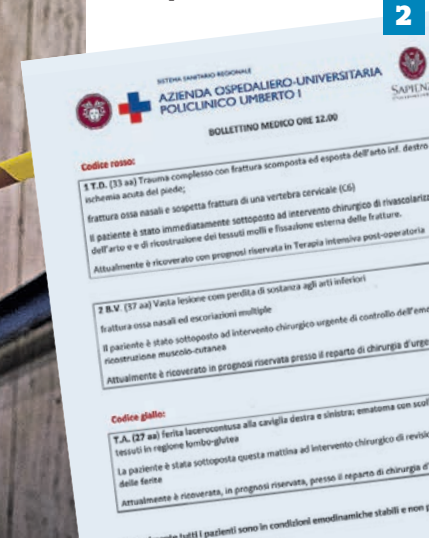 2
SISTEMA SANITARIO REGIONALE
AZIENDA OSPEDALIERO-UNIVERSITARIA
POLICLINICO UMBERTO I
BOLLETTINO MEDICO ORE 12.00
Codice rosso:
1 T.D. (33 aa) Trauma complesso con frattura scomposta ed esposta dell'arto inf. destro
ischemia acuta del piede;
frattura ossa nasali e sospetta frattura di una vertebra cervicale (C6)
Il paziente è stato immediatamente sottoposto ad intervento chirurgico di rivascolarizza
dell'arto e e di ricostruzione dei tessuti molli e fissazione esterna delle fratture.
Attualmente è ricoverato con prognosi riservata in Terapia intensiva post-operatoria
2 B.V. (37 aa) Vasta lesione con perdita di sostanza agli arti inferiori
frattura ossa nasali ed escoriazioni multiple
Il paziente è stato sottoposto ad intervento chirurgico urgente di controllo dell'eme
ricostruzione muscolo-cutanea
Attualmente è ricoverato in prognosi riservata presso il reparto di chirurgia d'urge
Codice giallo:
T.A. (27 aa) ferita lacerocontusa alla caviglia destra e sinistra; ematoma con scoll
tessuti in regione lombo-glutea
La paziente è stata sottoposta questa mattina ad intervento chirurgico di revisio
delle ferite
Attualmente è ricoverata, in prognosi riservata, presso il reparto di chirurgia d'
tutti i pazienti sono in condizioni emodinamiche stabili e non p